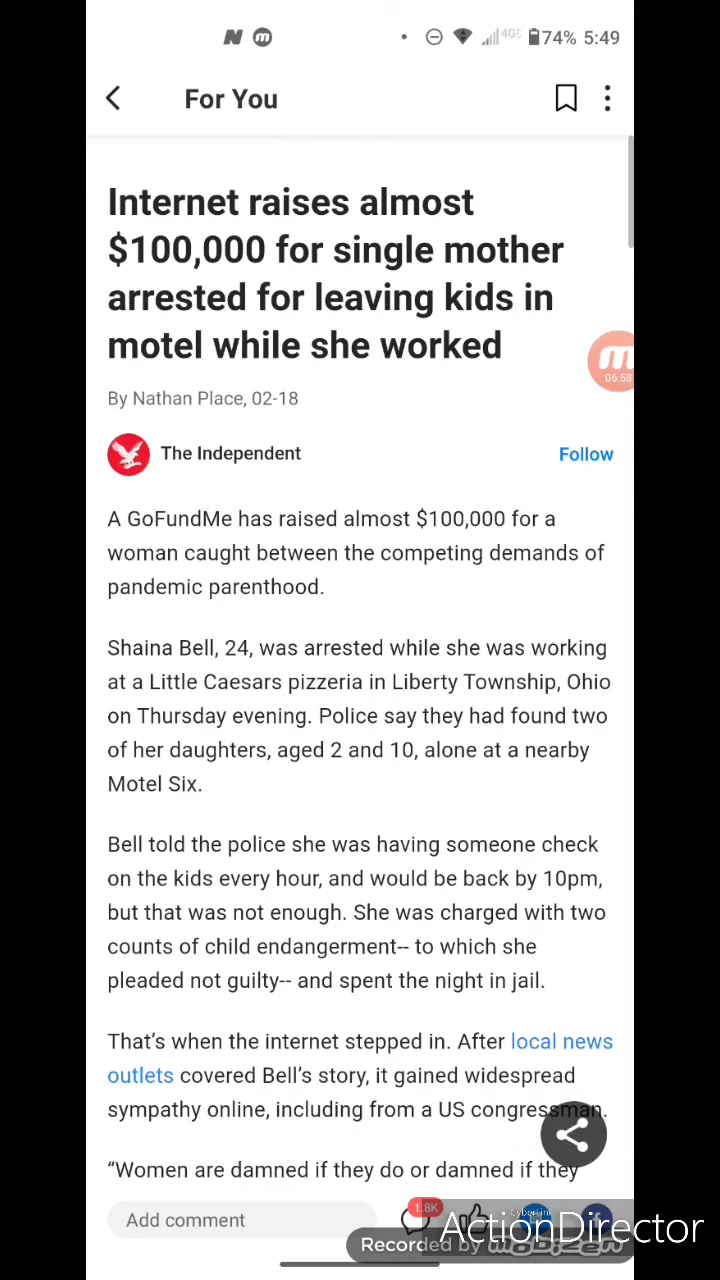 74% 5:49
For You
Internet raises almost
$100,000 for single mother
arrested for leaving kids in
motel while she worked
06:58
By Nathan Place, 02-18
The Independent
Follow
A GoFundMe has raised almost $100,000 for a
woman caught between the competing demands of
pandemic parenthood.
Shaina Bell, 24, was arrested while she was working
at a Little Caesars pizzeria in Liberty Township, Ohio
on Thursday evening. Police say they had found two
of her daughters, aged 2 and 10, alone at a nearby
Motel Six.
Bell told the police she was having someone check
on the kids every hour, and would be back by 10pm,
but that was not enough. She was charged with two
counts of child endangerment-- to which she
pleaded not guilty-- and spent the night in jail.
That’s when the internet stepped in. After local news
outlets covered Bell’s story, it gained widespread
sympathy online, including from a US congressman.
“Women are damned if they do or damned if they
1.8K
Add comment
CyberLink
ActionDirector
Recorded by MOBIZEN